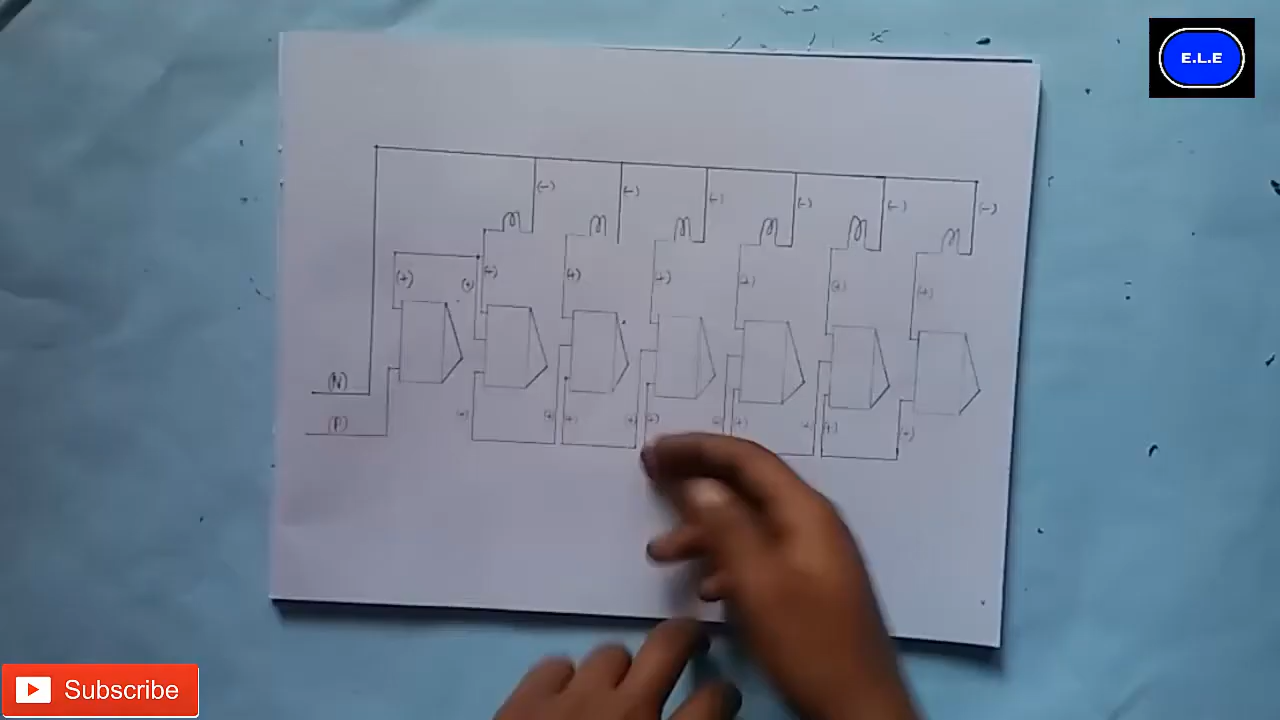 E.L.E
(-) (-) (-) (-) (-) (-)
(+) (+) (+) (+) (+) (+) (+) (+)
(N)
(P)
(+) (+) (+) (+) (+) (+) (+) (+) (+)
Subscribe